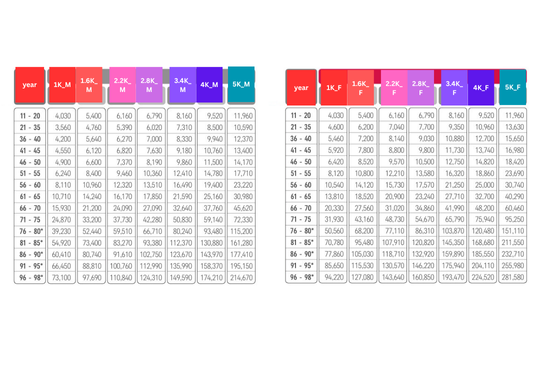 year 1K_M 1.6K_M 2.2K_M 2.8K_M 3.4K_M 4K_M 5K_M
11 - 20 4,030 5,400 6,160 6,790 8,160 9,520 11,960
21 - 35 3,560 4,760 5,390 6,020 7,310 8,500 10,590
36 - 40 4,200 5,640 6,270 7,000 8,330 9,940 12,370
41 - 45 4,550 6,120 6,820 7,630 9,180 10,760 13,400
46 - 50 4,900 6,600 7,370 8,190 9,860 11,500 14,170
51 - 55 6,240 8,400 9,460 10,360 12,410 14,780 17,710
56 - 60 8,110 10,960 12,320 13,510 16,490 19,400 23,220
61 - 65 10,710 14,240 16,170 17,850 21,590 25,160 30,980
66 - 70 15,930 21,200 24,090 27,090 32,640 37,760 45,620
71 - 75 24,870 33,200 37,730 42,280 50,830 59,140 72,330
76 - 80* 39,230 52,440 59,510 66,710 80,240 93,480 115,200
81 - 85* 54,920 73,400 83,270 93,380 112,370 130,880 161,280
86 - 90* 60,410 80,740 91,610 102,750 123,670 143,970 177,410
91 - 95* 66,450 88,810 100,760 112,990 135,990 158,370 195,150
96 - 98* 73,100 97,690 110,840 124,310 149,590 174,210 214,670
year 1K_F 1.6K_F 2.2K_F 2.8K_F 3.4K_F 4K_F 5K_F
11 - 20 4,030 5,400 6,160 6,790 8,160 9,520 11,960
21 - 35 4,600 6,200 7,040 7,700 9,350 10,960 13,630
36 - 40 5,460 7,200 8,140 9,030 10,880 12,700 15,650
41 - 45 5,920 7,800 8,800 9,800 11,730 13,740 16,980
46 - 50 6,420 8,520 9,570 10,500 12,750 14,820 18,420
51 - 55 8,120 10,800 12,210 13,580 16,320 18,860 23,690
56 - 60 10,540 14,120 15,730 17,570 21,250 25,000 30,740
61 - 65 13,810 18,520 20,900 23,240 27,710 32,700 40,290
66 - 70 20,330 27,560 31,020 34,860 41,990 48,200 60,460
71 - 75 31,930 43,160 48,730 54,670 65,790 75,940 95,250
76 - 80* 50,560 68,200 77,110 86,310 103,870 120,480 151,110
81 - 85* 70,780 95,480 107,910 120,820 145,350 168,680 211,550
86 - 90* 77,860 105,030 118,710 132,920 159,890 185,550 232,710
91 - 95* 85,650 115,530 130,570 146,220 175,940 204,110 255,980
96 - 98* 94,220 127,080 143,640 160,850 193,470 224,520 281,580